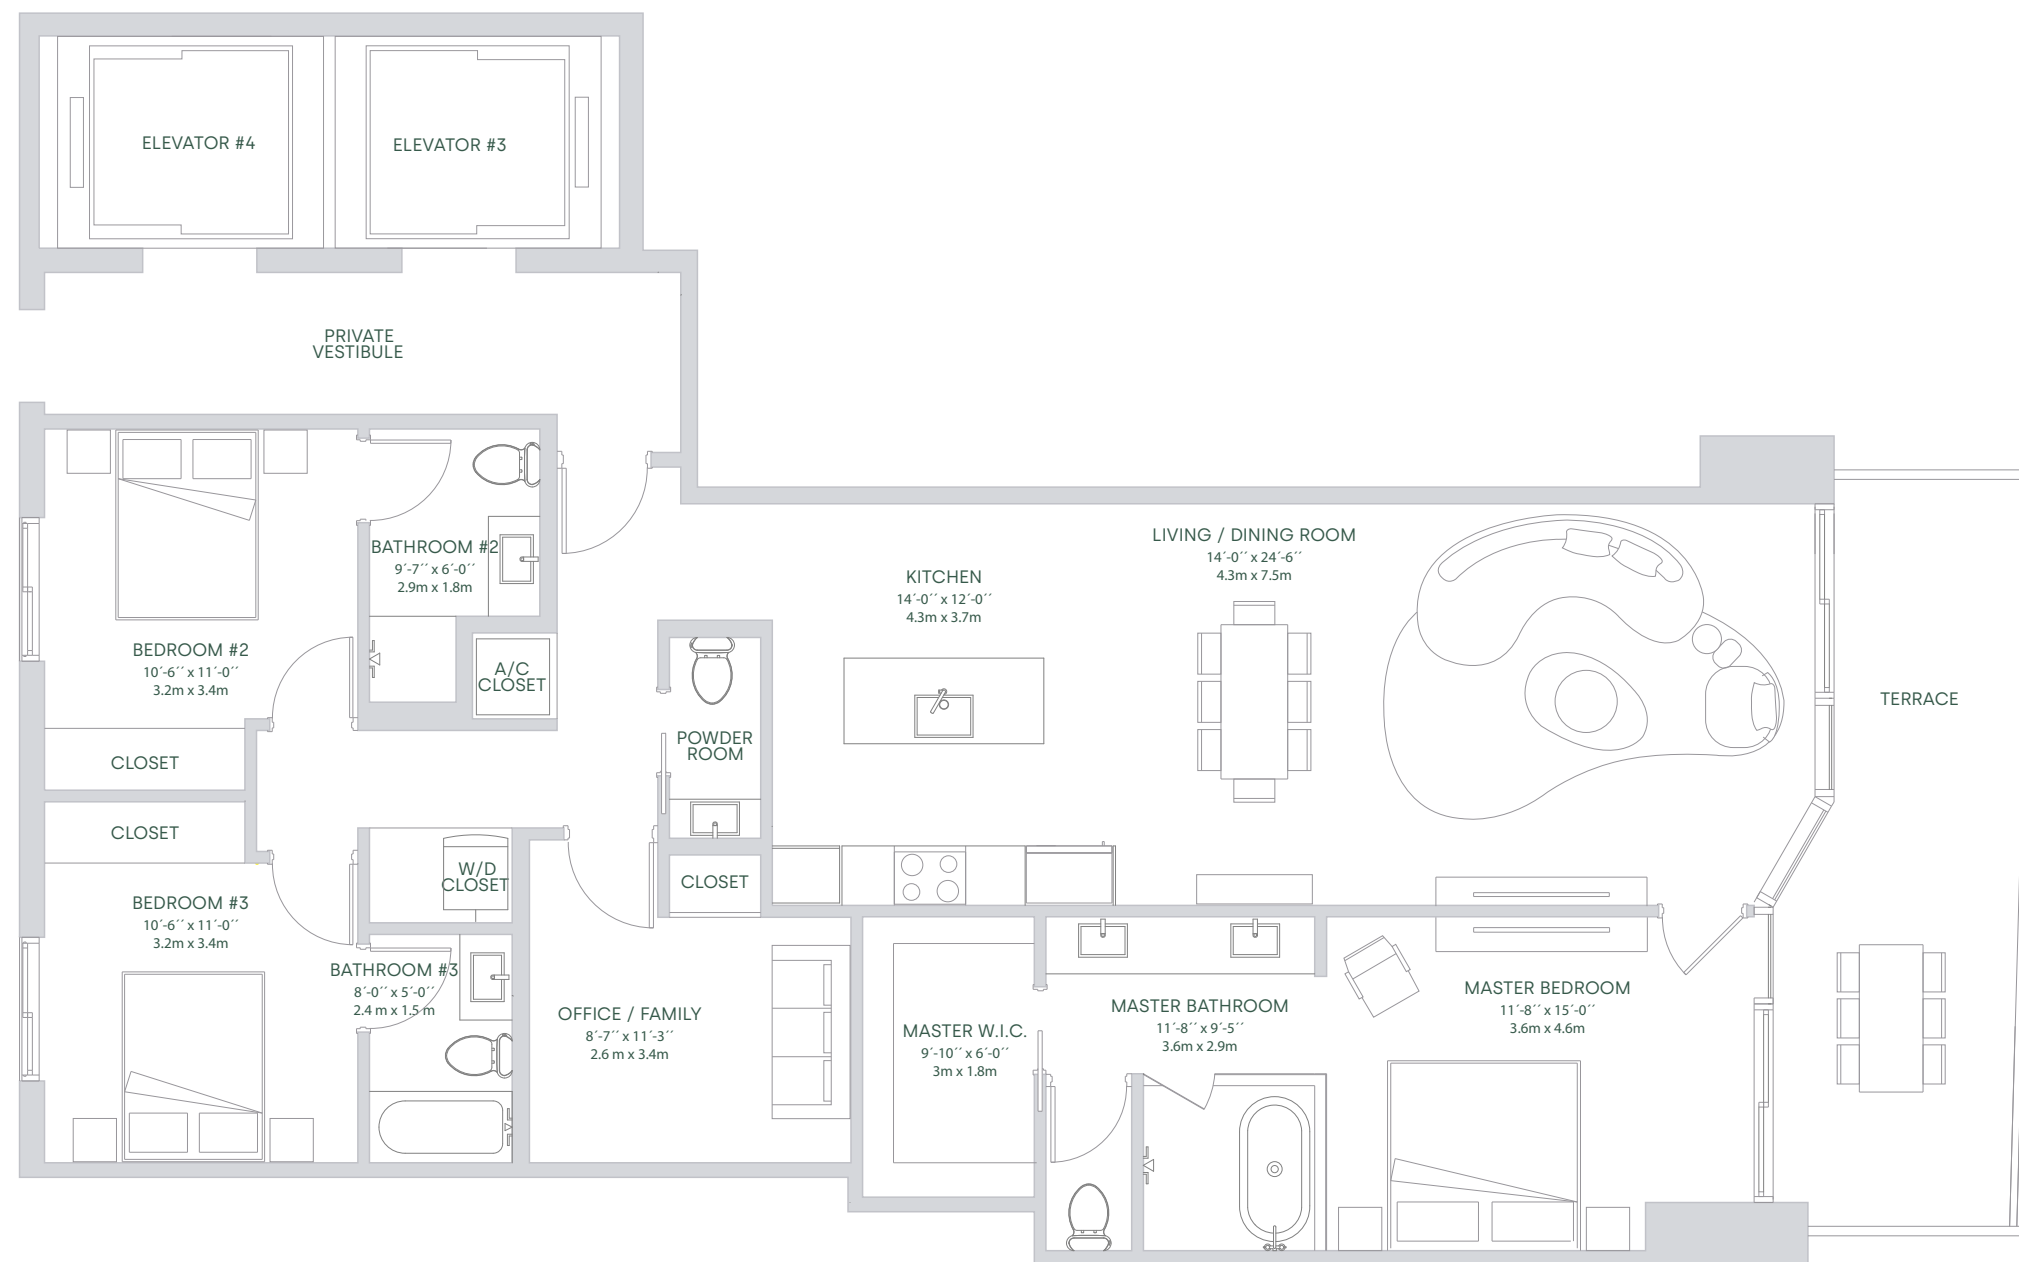 ELEVATOR #4
ELEVATOR #3
PRIVATE
VESTIBULE
BATHROOM #2
9´-7´´ x 6´-0´´
2.9m x 1.8m
LIVING / DINING ROOM
14´-0´´ x 24´-6´´
4.3m x 7.5m
KITCHEN
14´-0´´ x 12´-0´´
4.3m x 3.7m
BEDROOM #2
10´-6´´ x 11´-0´´
3.2m x 3.4m
A/C
CLOSET
TERRACE
POWDER
ROOM
CLOSET
CLOSET
W/D
CLOSET
CLOSET
BEDROOM #3
10´-6´´ x 11´-0´´
3.2m x 3.4m
BATHROOM #3
8´-0´´ x 5´-0´´
2.4 m x 1.5 m
OFFICE / FAMILY
8´-7´´ x 11´-3´´
2.6 m x 3.4m
MASTER W.I.C.
9´-10´´ x 6´-0´´
3m x 1.8m
MASTER BATHROOM
11´-8´´ x 9´-5´´
3.6m x 2.9m
MASTER BEDROOM
11´-8´´ x 15´-0´´
3.6m x 4.6m